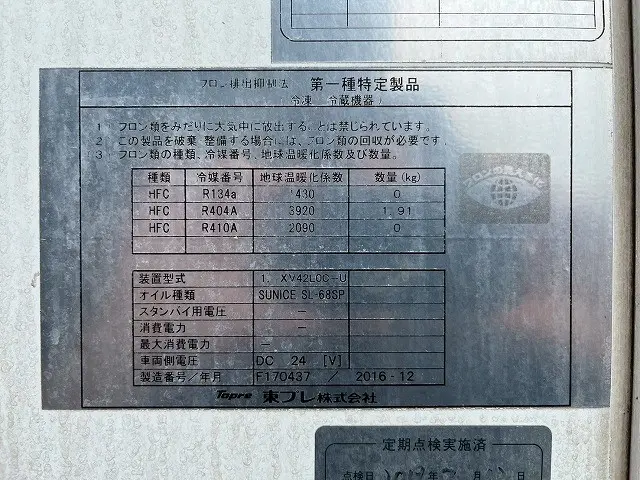 フロン排出抑制法 第一種特定製品
(冷凍 冷蔵機器)
1 フロン類をみだりに大気中に放出することは禁じられています。
2 この製品を破棄、整備する場合には、フロン類の回収が必要です。
3 フロン類の種類、冷媒番号、地球温暖化係数及び数量。
種類 冷媒番号 地球温暖化係数 数量(kg)
HFC R134a 1430 0
HFC R404A 3920 1.91
HFC R410A 2090 0
装置型式 1. XV42LOC-U
オイル種類 SUNICE SL-68SP
スタンバイ用電圧 —
消費電力 —
最大消費電力 —
車両側電圧 DC 24 [V]
製造番号/年月 F170437 / 2016-12
Topre 東プレ株式会社
定期点検実施済
点検日 年 月 日